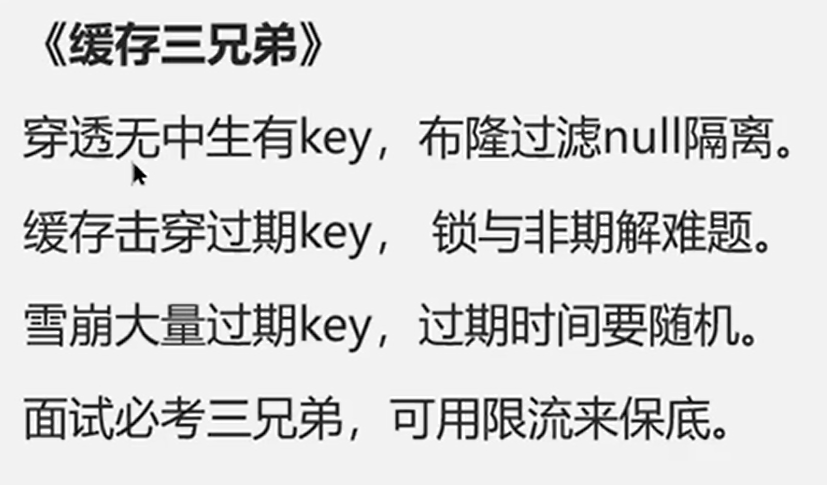 《缓存三兄弟》
穿透无中生有key，布隆过滤null隔离。
缓存击穿过期key， 锁与非期解难题。
雪崩大量过期key，过期时间要随机。
面试必考三兄弟，可用限流来保底。